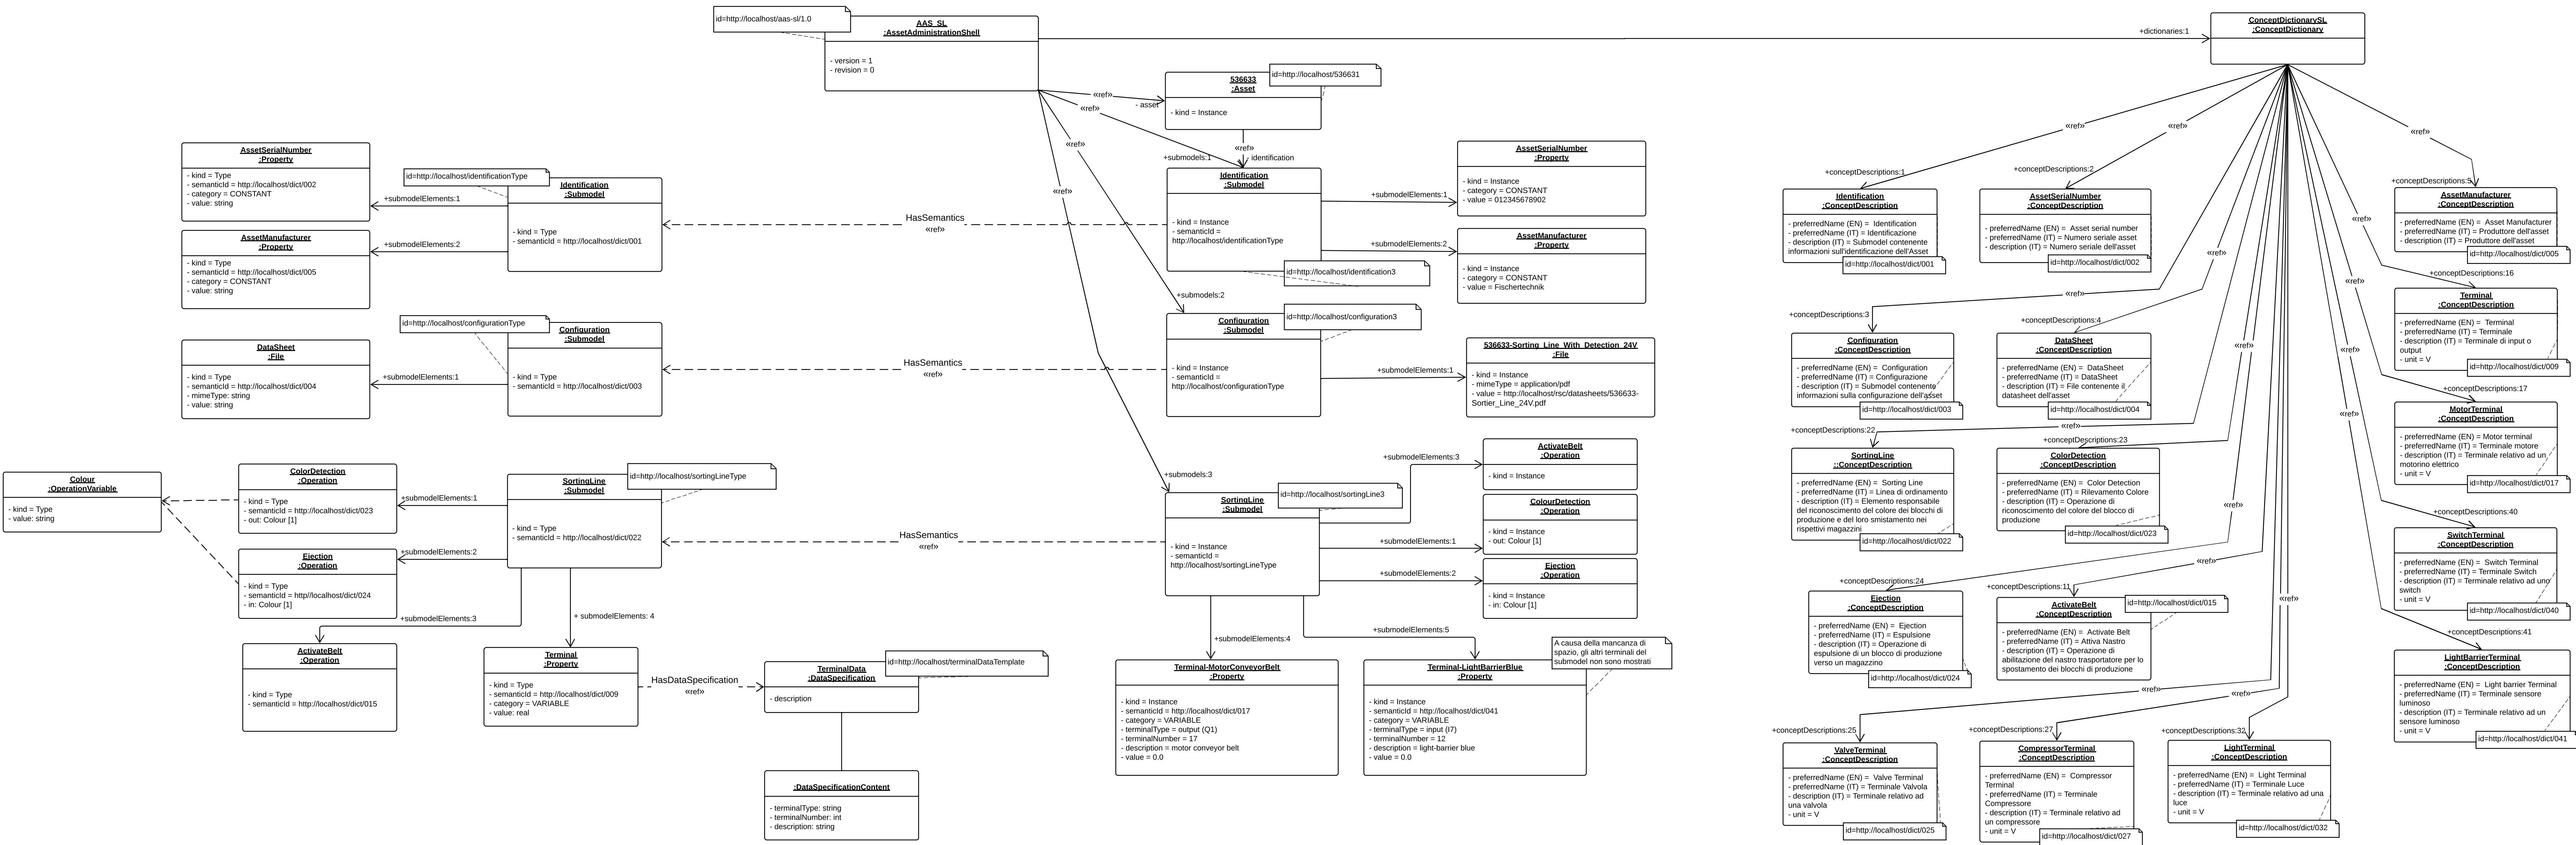 id=http://localhost/aas-sl/1.0
AAS_SL
:AssetAdministrationShell
- version = 1
- revision = 0
+dictionaries:1
ConceptDictionarySL
:ConceptDictionary
«ref»
- asset
536633
:Asset
- kind = Instance
id=http://localhost/536631
«ref»
«ref»
«ref»
«ref»
+submodels:1
identification
AssetSerialNumber
:Property
- kind = Type
- semanticId = http://localhost/dict/002
- category = CONSTANT
- value: string
AssetManufacturer
:Property
- kind = Type
- semanticId = http://localhost/dict/005
- category = CONSTANT
- value: string
+submodelElements:1
+submodelElements:2
id=http://localhost/identificationType
Identification
:Submodel
- kind = Type
- semanticId = http://localhost/dict/001
HasSemantics
«ref»
Identification
:Submodel
- kind = Instance
- semanticId =
http://localhost/identificationType
id=http://localhost/identification3
+submodelElements:1
+submodelElements:2
AssetSerialNumber
:Property
- kind = Instance
- category = CONSTANT
- value = 012345678902
AssetManufacturer
:Property
- kind = Instance
- category = CONSTANT
- value = Fischertechnik
DataSheet
:File
- kind = Type
- semanticId = http://localhost/dict/004
- mimeType: string
- value: string
+submodelElements:1
id=http://localhost/configurationType
Configuration
:Submodel
- kind = Type
- semanticId = http://localhost/dict/003
HasSemantics
«ref»
+submodels:2
Configuration
:Submodel
- kind = Instance
- semanticId =
http://localhost/configurationType
id=http://localhost/configuration3
+submodelElements:1
536633-Sorting_Line_With_Detection_24V
:File
- kind = Instance
- mimeType = application/pdf
- value = http://localhost/rsc/datasheets/536633-
Sortier_Line_24V.pdf
Colour
:OperationVariable
- kind = Type
- value: string
ColorDetection
:Operation
- kind = Type
- semanticId = http://localhost/dict/023
- out: Colour [1]
Ejection
:Operation
- kind = Type
- semanticId = http//localhost/dict/024
- in: Colour [1]
+submodelElements:1
+submodelElements:2
+submodelElements:3
+ submodelElements: 4
SortingLine
:Submodel
- kind = Type
- semanticId = http://localhost/dict/022
id=http://localhost/sortingLineType
ActivateBelt
:Operation
- kind = Type
- semanticId = http://localhost/dict/015
Terminal
:Property
- kind = Type
- semanticId = http://localhost/dict/009
- category = VARIABLE
- value: real
HasDataSpecification
«ref»
TerminalData
:DataSpecification
- description
id=http://localhost/terminalDataTemplate
:DataSpecificationContent
- terminalType: string
- terminalNumber: int
- description: string
HasSemantics
«ref»
+submodels:3
SortingLine
:Submodel
- kind = Instance
- semanticId =
http://localhost/sortingLineType
id=http://localhost/sortingLine3
+submodelElements:3
+submodelElements:1
+submodelElements:2
+submodelElements:4
+submodelElements:5
ActivateBelt
:Operation
- kind = Instance
ColourDetection
:Operation
- kind = Instance
- out: Colour [1]
Ejection
:Operation
- kind = Instance
- in: Colour [1]
Terminal-MotorConveyorBelt
:Property
- kind = Instance
- semanticId = http://localhost/dict/017
- category = VARIABLE
- terminalType = output (Q1)
- terminalNumber = 17
- description = motor conveyor belt
- value = 0.0
Terminal-LightBarrierBlue
:Property
- kind = Instance
- semanticId = http://localhost/dict/041
- category = VARIABLE
- terminalType = input (I7)
- terminalNumber = 12
- description = light-barrier blue
- value = 0.0
A causa della mancanza di
spazio, gli altri terminali del
submodel non sono mostrati
«ref»
+conceptDescriptions:1
Identification
:ConceptDescription
- preferredName (EN) =  Identification
- preferredName (IT) = Identificazione
- description (IT) = Submodel contenente
informazioni sull'identificazione dell'Asset
id=http://localhost/dict/001
«ref»
+conceptDescriptions:2
AssetSerialNumber
:ConceptDescription
- preferredName (EN) =  Asset serial number
- preferredName (IT) = Numero seriale asset
- description (IT) = Numero seriale dell'asset
id=http://localhost/dict/002
«ref»
+conceptDescriptions:5
AssetManufacturer
:ConceptDescription
- preferredName (EN) =  Asset Manufacturer
- preferredName (IT) = Produttore dell'asset
- description (IT) = Produttore dell'asset
id=http://localhost/dict/005
«ref»
+conceptDescriptions:3
Configuration
:ConceptDescription
- preferredName (EN) =  Configuration
- preferredName (IT) = Configurazione
- description (IT) = Submodel contenente
informazioni sulla configurazione dell'asset
id=http://localhost/dict/003
«ref»
+conceptDescriptions:4
DataSheet
:ConceptDescription
- preferredName (EN) =  DataSheet
- preferredName (IT) = DataSheet
- description (IT) = File contenente il
datasheet dell'asset
id=http://localhost/dict/004
«ref»
+conceptDescriptions:16
Terminal
:ConceptDescription
- preferredName (EN) =  Terminal
- preferredName (IT) = Terminale
- description (IT) = Terminale di input o
output
- unit = V
id=http://localhost/dict/009
«ref»
+conceptDescriptions:17
MotorTerminal
:ConceptDescription
- preferredName (EN) = Motor terminal
- preferredName (IT) = Terminale motore
- description (IT) = Terminale relativo ad un
motorino elettrico
- unit = V
id=http://localhost/dict/017
«ref»
+conceptDescriptions:22
SortingLine
::ConceptDescription
- preferredName (EN) =  Sorting Line
- preferredName (IT) = Linea di ordinamento
- description (IT) = Elemento responsabile
del riconoscimento del colore dei blocchi di
produzione e del loro smistamento nei
rispettivi magazzini
id=http://localhost/dict/022
«ref»
+conceptDescriptions:23
ColorDetection
:ConceptDescription
- preferredName (EN) =  Color Detection
- preferredName (IT) = Rilevamento Colore
- description (IT) = Operazione di
riconoscimento del colore del blocco di
produzione
id=http://localhost/dict/023
«ref»
+conceptDescriptions:40
SwitchTerminal
:ConceptDescription
- preferredName (EN) =  Switch Terminal
- preferredName (IT) = Terminale Switch
- description (IT) = Terminale relativo ad uno
switch
- unit = V
id=http://localhost/dict/040
«ref»
+conceptDescriptions:24
Ejection
:ConceptDescription
- preferredName (EN) =  Ejection
- preferredName (IT) = Espulsione
- description (IT) = Operazione di
espulsione di un blocco di produzione
verso un magazzino
id=http://localhost/dict/024
«ref»
+conceptDescriptions:11
ActivateBelt
:ConceptDescription
- preferredName (EN) =  Activate Belt
- preferredName (IT) = Attiva Nastro
- description (IT) = Operazione di
abilitazione del nastro trasportatore per lo
spostamento dei blocchi di produzione
id=http://localhost/dict/015
«ref»
+conceptDescriptions:41
LightBarrierTerminal
:ConceptDescription
- preferredName (EN) =  Light barrier Terminal
- preferredName (IT) = Terminale sensore
luminoso
- description (IT) = Terminale relativo ad un
sensore luminoso
- unit = V
id=http://localhost/dict/041
«ref»
+conceptDescriptions:25
ValveTerminal
:ConceptDescription
- preferredName (EN) =  Valve Terminal
- preferredName (IT) = Terminale Valvola
- description (IT) = Terminale relativo ad
una valvola
- unit = V
id=http://localhost/dict/025
«ref»
+conceptDescriptions:27
CompressorTerminal
:ConceptDescription
- preferredName (EN) =  Compressor
Terminal
- preferredName (IT) = Terminale
Compressore
- description (IT) = Terminale relativo ad
un compressore
- unit = V
id=http://localhost/dict/027
«ref»
+conceptDescriptions:32
LightTerminal
:ConceptDescription
- preferredName (EN) =  Light Terminal
- preferredName (IT) = Terminale Luce
- description (IT) = Terminale relativo ad una
luce
- unit = V
id=http://localhost/dict/032